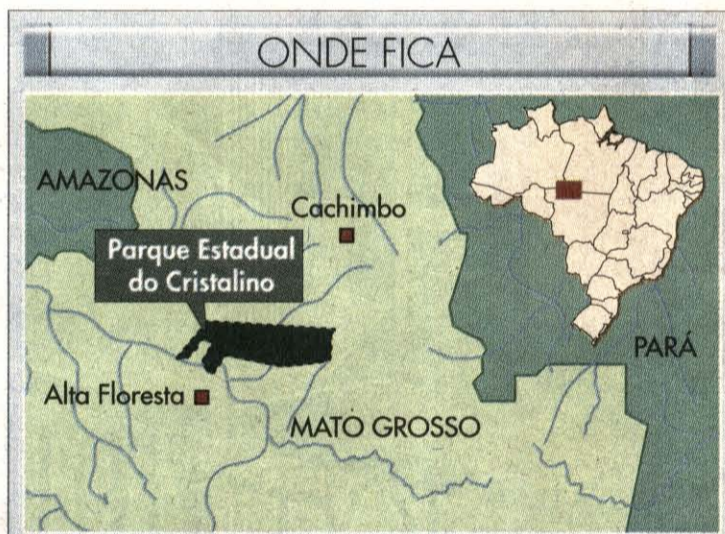 ONDE FICA
AMAZONAS
Cachimbo
Parque Estadual
do Cristalino
PARÁ
Alta Floresta
MATO GROSSO